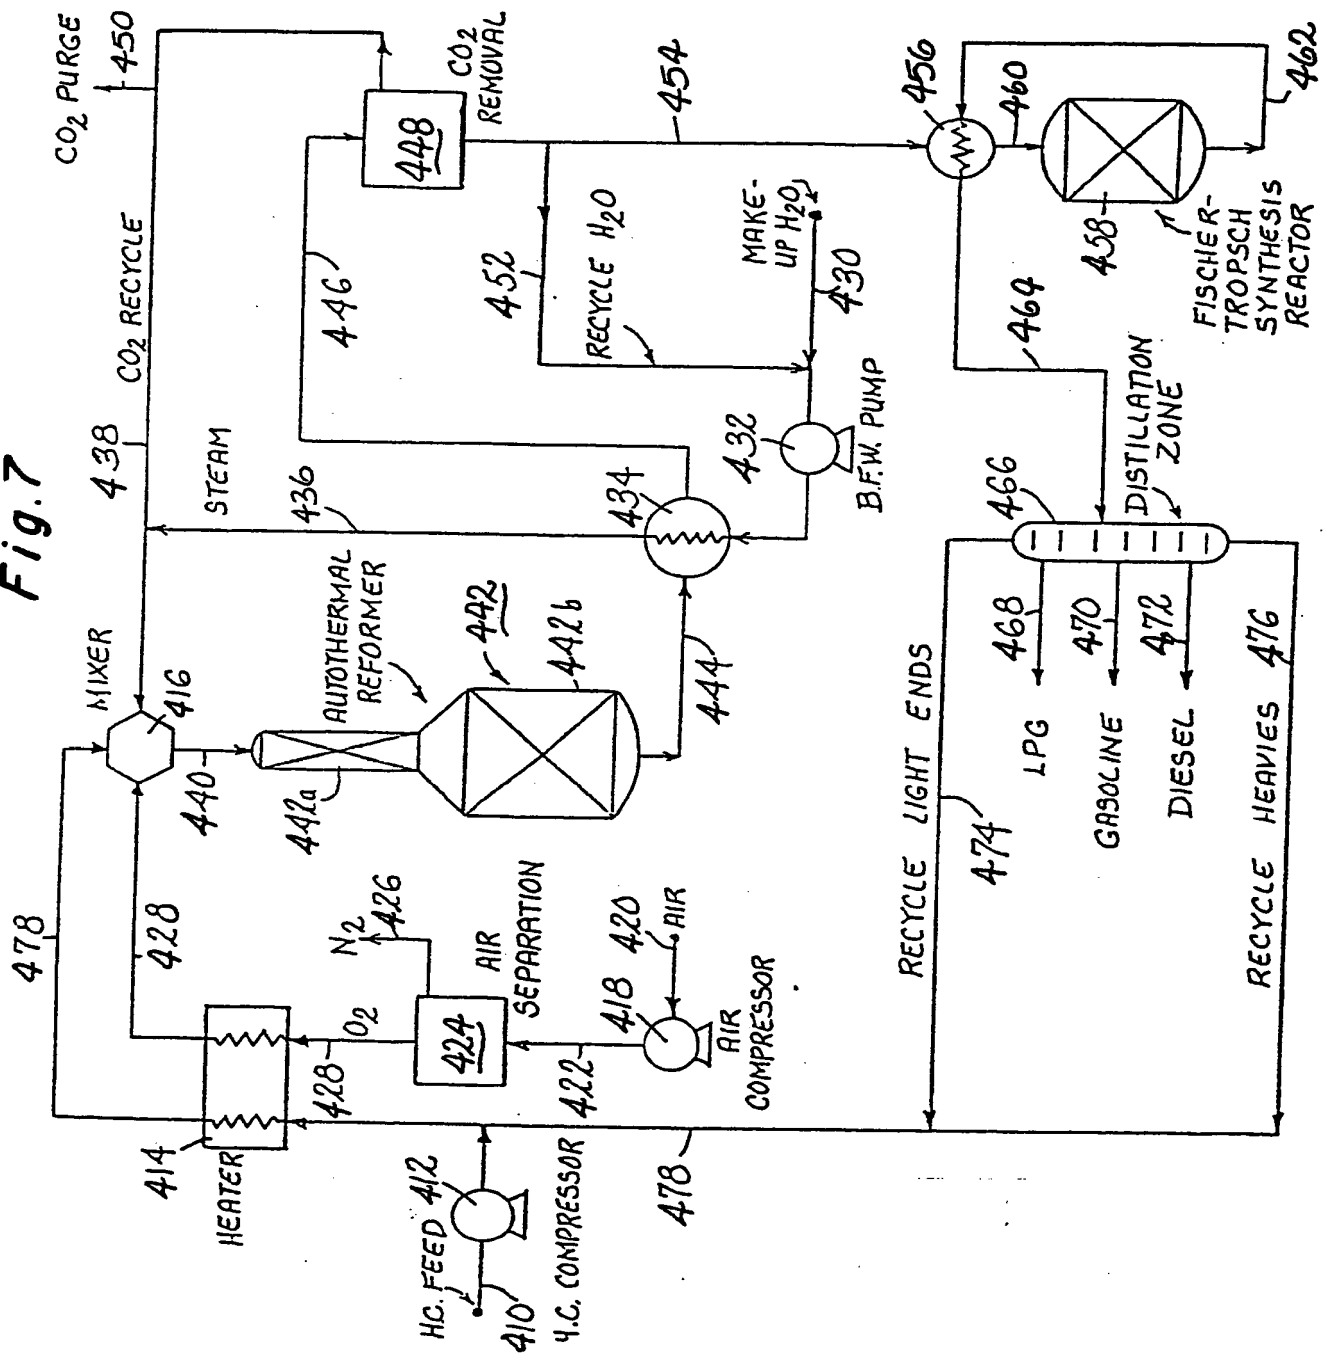 Fig.7
478
428
414
HEATER
428
O2
N2
426
424
AIR
SEPARATION
422
418
420
AIR
AIR
COMPRESSOR
H.C. FEED
410
412
H.C. COMPRESSOR
478
MIXER
416
440
442a
AUTOTHERMAL
REFORMER
442
442b
444
438
CO2 RECYCLE
CO2 PURGE
450
STEAM
436
434
446
448
CO2
REMOVAL
452
RECYCLE H2O
454
MAKE-
UP H2O
430
432
B.F.W. PUMP
456
460
458
462
FISCHER-
TROPSCH
SYNTHESIS
REACTOR
464
466
DISTILLATION
ZONE
468
LPG
470
GASOLINE
472
DIESEL
RECYCLE LIGHT ENDS
474
RECYCLE HEAVIES
476